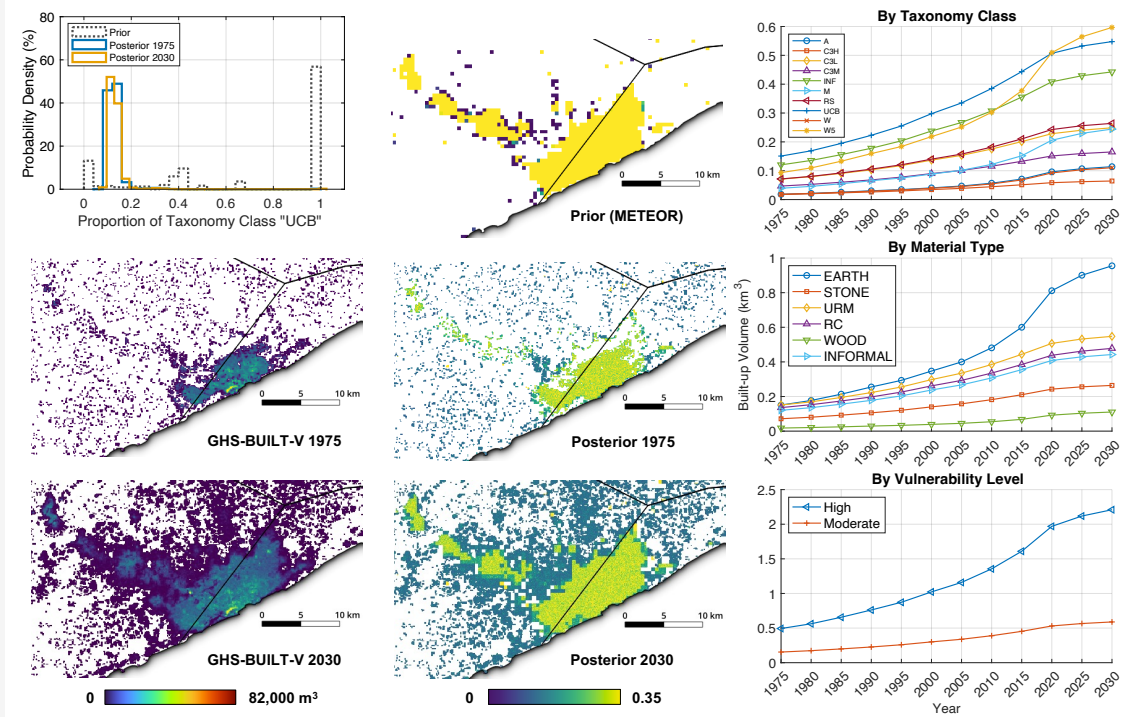 80
60
40
20
0
Probability Density (%)
Prior
Posterior 1975
Posterior 2030
0 0.2 0.4 0.6 0.8 1
Proportion of Taxonomy Class "UCB"
0 5 10 km
Prior (METEOR)
By Taxonomy Class
0.6
0.5
0.4
0.3
0.2
0.1
0
A
C3H
C3L
C3M
INF
M
RS
UCB
W
W5
1975 1980 1985 1990 1995 2000 2005 2010 2015 2020 2025 2030
0 5 10 km
GHS-BUILT-V 1975
0 5 10 km
Posterior 1975
By Material Type
1
0.8
0.6
0.4
0.2
0
Built-up Volume (km³)
EARTH
STONE
URM
RC
WOOD
INFORMAL
1975 1980 1985 1990 1995 2000 2005 2010 2015 2020 2025 2030
0 5 10 km
GHS-BUILT-V 2030
0 82,000 m³
0 5 10 km
Posterior 2030
0 0.35
By Vulnerability Level
2.5
2
1.5
1
0.5
0
High
Moderate
1975 1980 1985 1990 1995 2000 2005 2010 2015 2020 2025 2030
Year